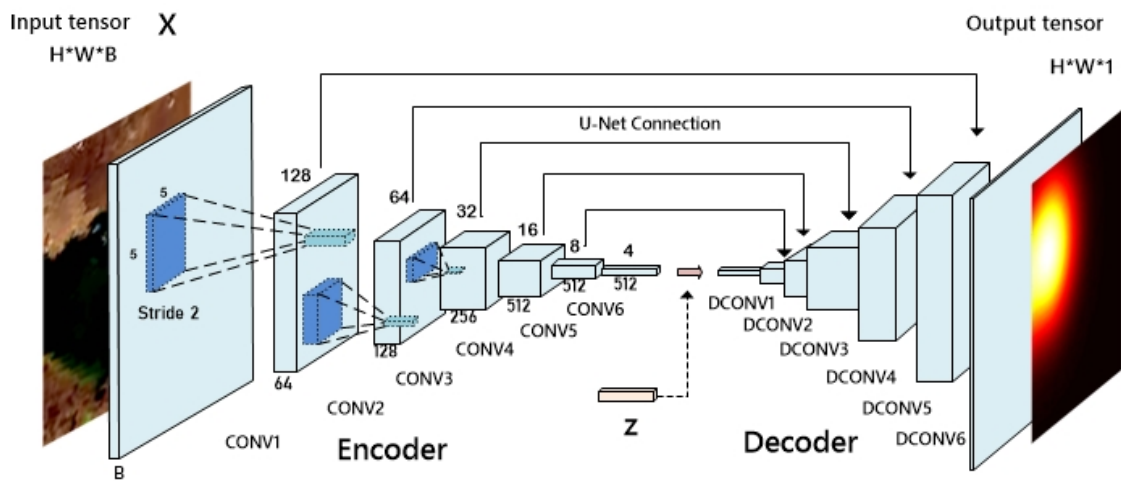 Input tensor X
H*W*B
Output tensor
H*W*1
U-Net Connection
128
64
32
16
8
4
5
5
Stride 2
64
128
256
512
512
512
B
CONV1
CONV2
CONV3
CONV4
CONV5
CONV6
Encoder
Z
DCONV1
DCONV2
DCONV3
DCONV4
DCONV5
DCONV6
Decoder